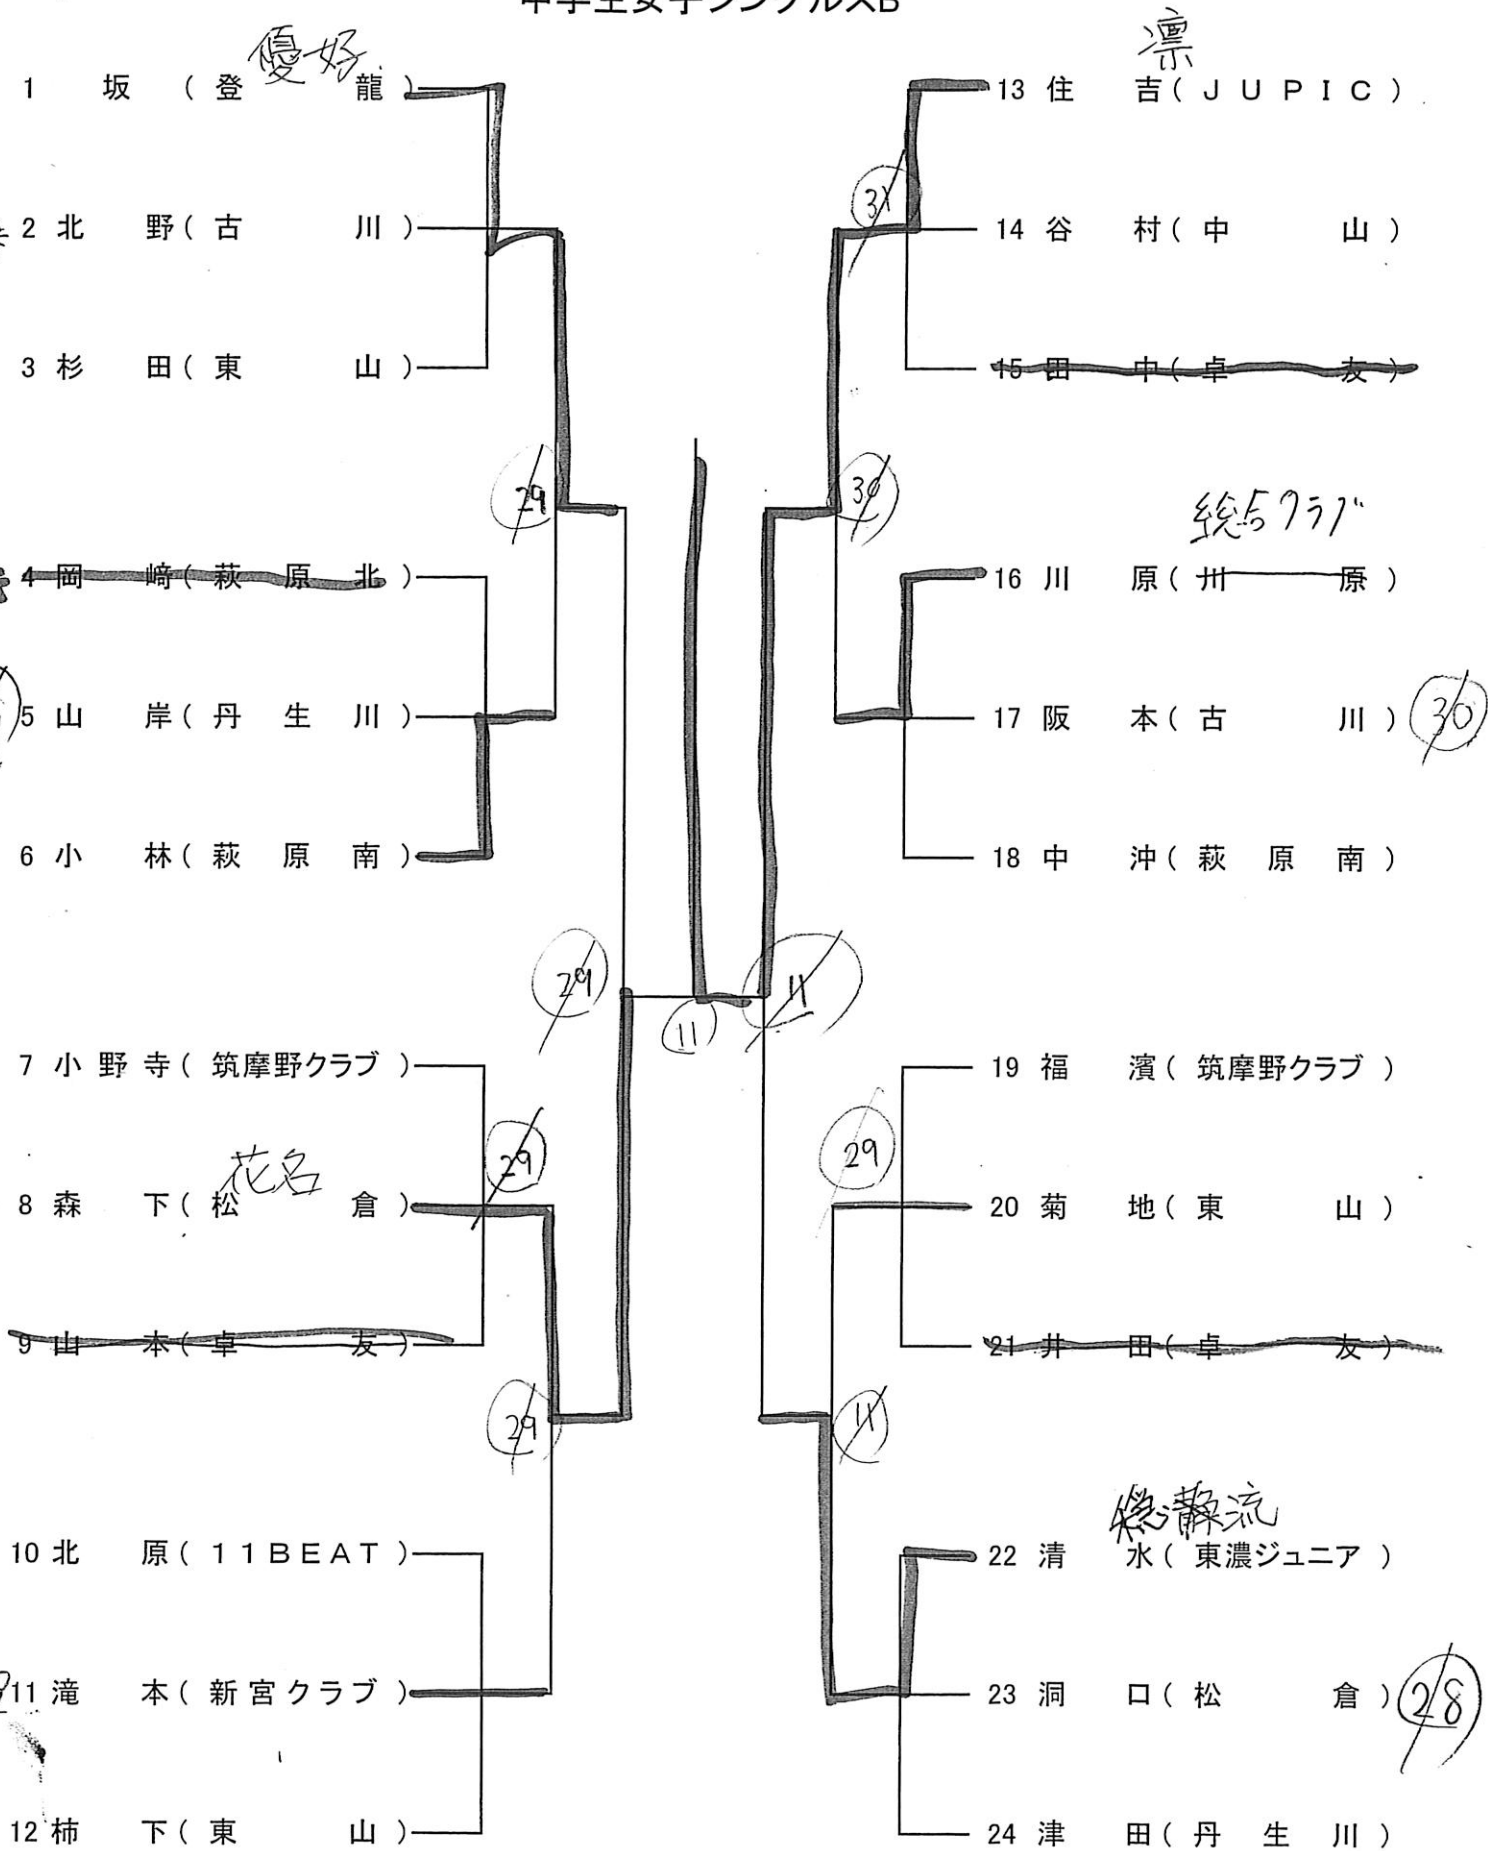 中学生女子シングルスB
優好
1 坂 (登 龍)
2 北 野(古 川)
3 杉 田(東 山)
29
4 岡 﨑(萩 原 北)
5 山 岸(丹 生 川)
6 小 林(萩 原 南)
29
11
7 小 野 寺( 筑摩野クラブ )
29
花名
8 森 下(松 倉)
9 山 本(卓 友)
29
10 北 原( 11BEAT )
11 滝 本( 新宮クラブ )
12 柿 下(東 山)
凛
13 住 吉( JUPIC )
31
14 谷 村(中 山)
15 田 中(卓 友)
30
総合クラブ
16 川 原(川 原)
17 阪 本(古 川) 30
18 中 沖(萩 原 南)
11
19 福 濱( 筑摩野クラブ )
29
20 菊 地(東 山)
21 井 田(卓 友)
11
静流
22 清 水( 東濃ジュニア )
23 洞 口(松 倉) 28
24 津 田(丹 生 川)